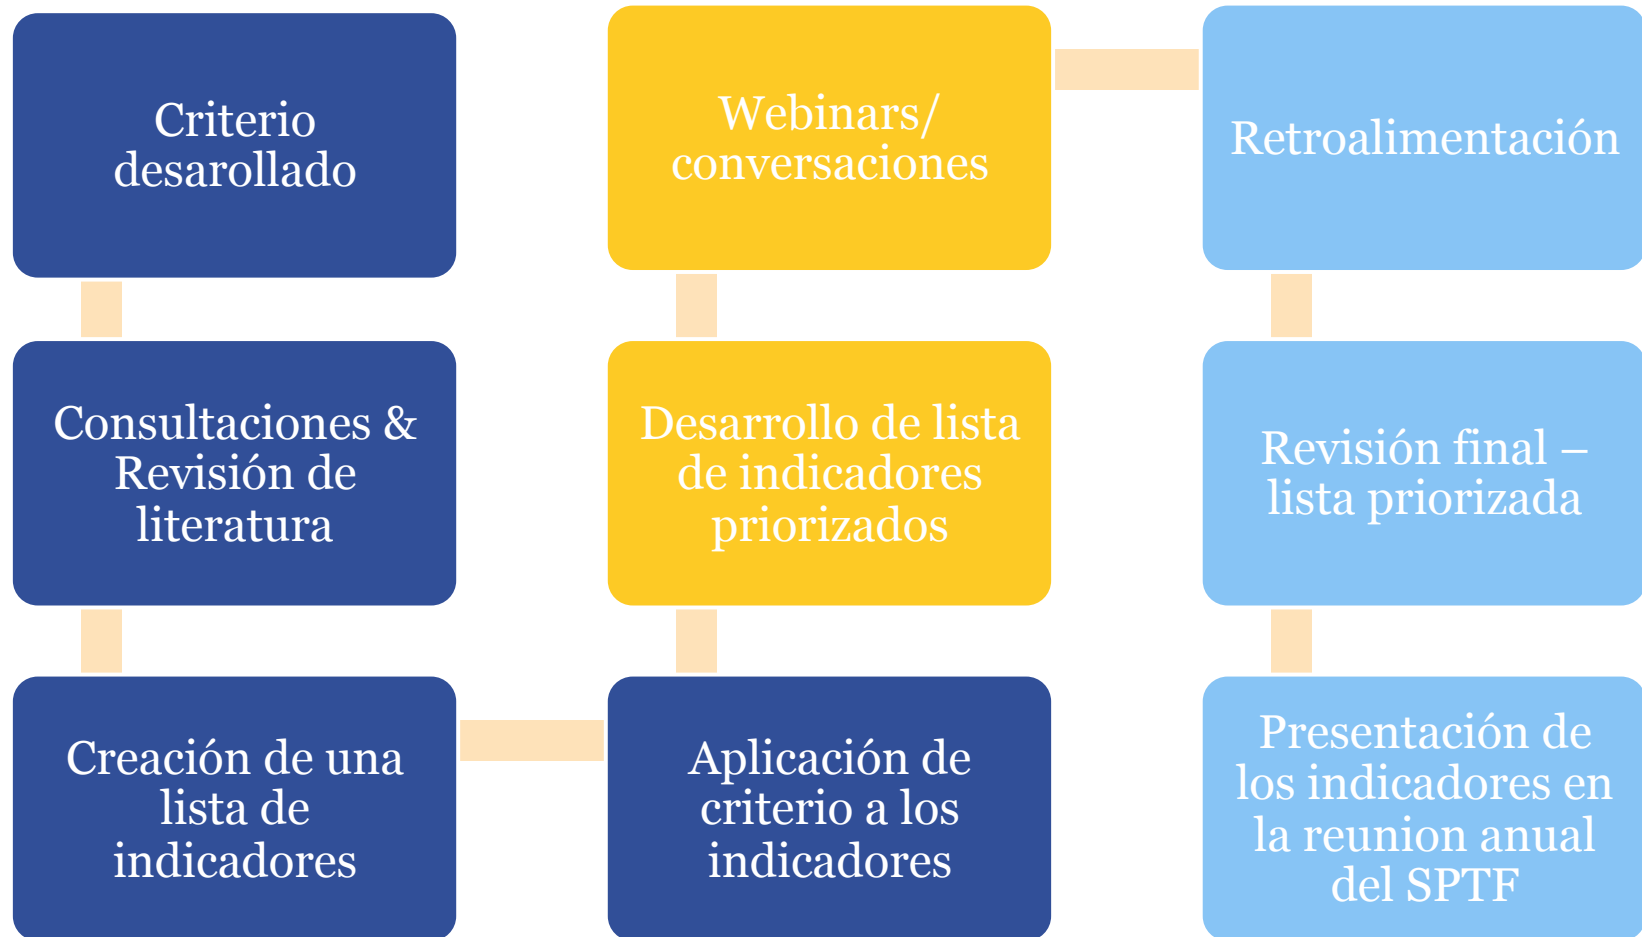 Criterio
desarollado
Consultaciones &
Revisión de
literatura
Creación de una
lista de
indicadores
Aplicación de
criterio a los
indicadores
Desarrollo de lista
de indicadores
priorizados
Webinars/
conversaciones
Retroalimentación
Revisión final –
lista priorizada
Presentación de
los indicadores en
la reunion anual
del SPTF